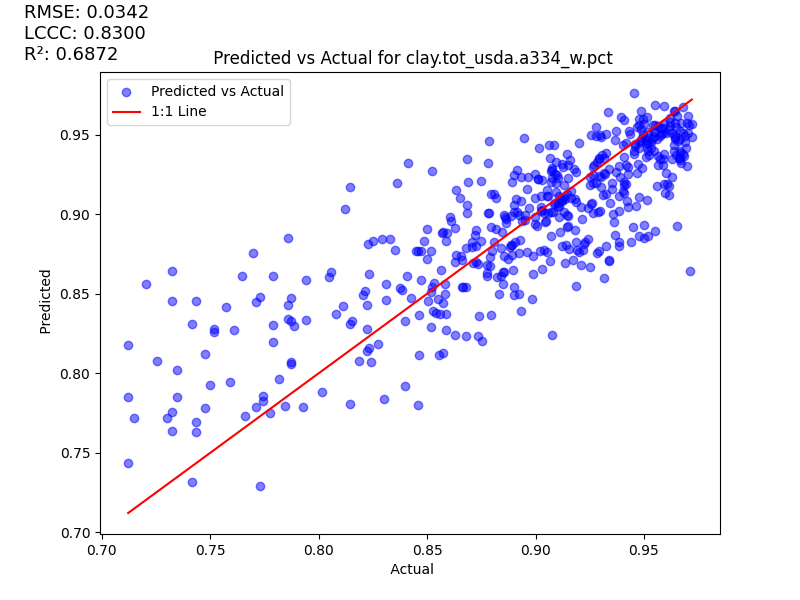 RMSE: 0.0342
LCCC: 0.8300
R²: 0.6872
Predicted vs Actual for clay.tot_usda.a334_w.pct
Predicted vs Actual
1:1 Line
0.95
0.90
0.85
0.80
0.75
0.70
Predicted
0.70 0.75 0.80 0.85 0.90 0.95
Actual